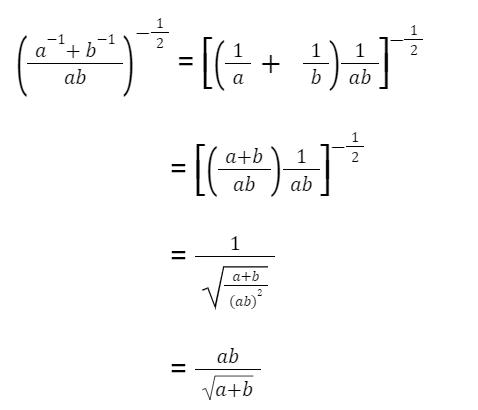 (a⁻¹ + b⁻¹ / ab)^(-1/2) = [(1/a + 1/b) 1/ab]^(-1/2)
= [(a+b / ab) 1/ab]^(-1/2)
= 1 / √(a+b / (ab)²)
= ab / √(a+b)